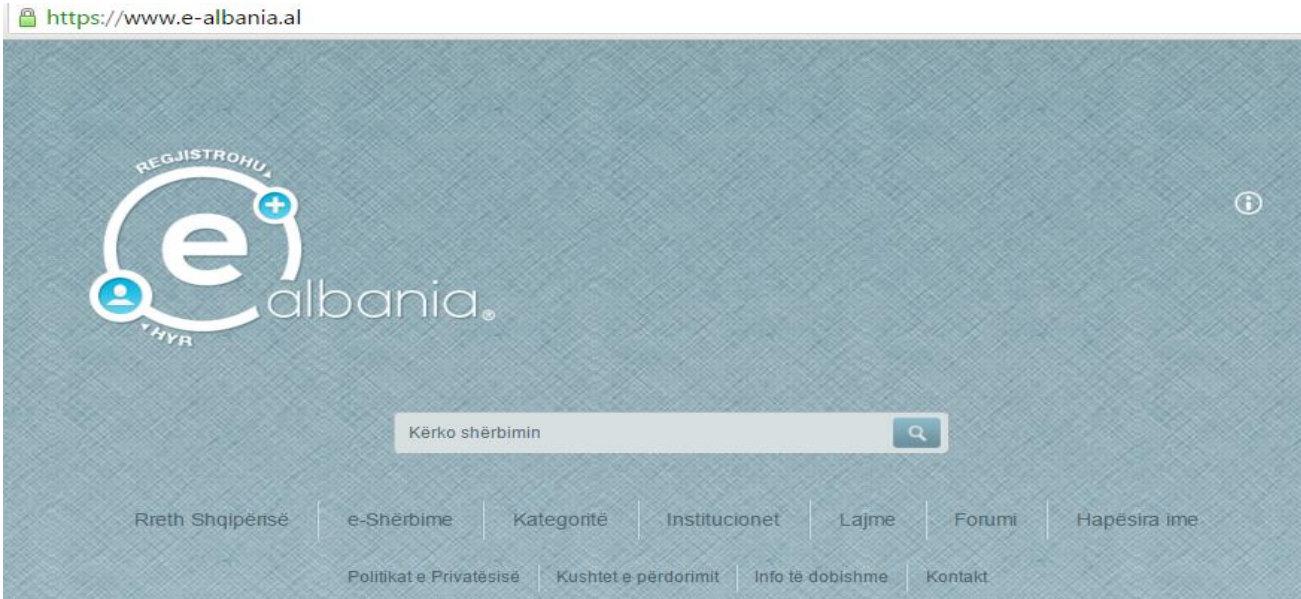 https://www.e-albania.al
REGJISTROHU
e
albania®
HYR
Kërko shërbimin
Rreth Shqipërisë e-Shërbime Kategoritë Institucionet Lajme Forumi Hapësira ime
Politikat e Privatësisë Kushtet e përdorimit Info të dobishme Kontakt